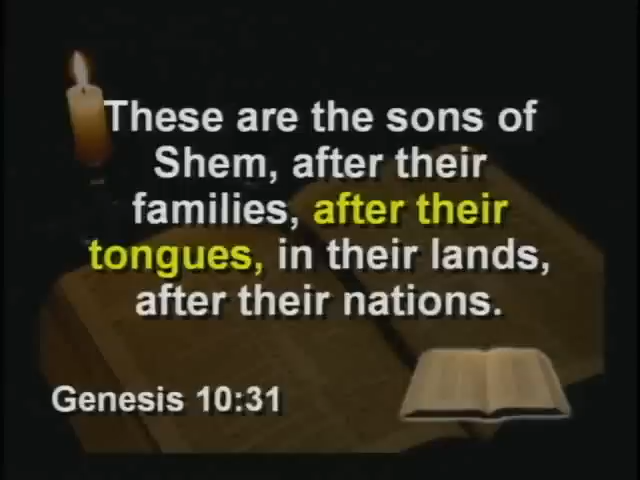 These are the sons of
Shem, after their
families, after their
tongues, in their lands,
after their nations.
Genesis 10:31